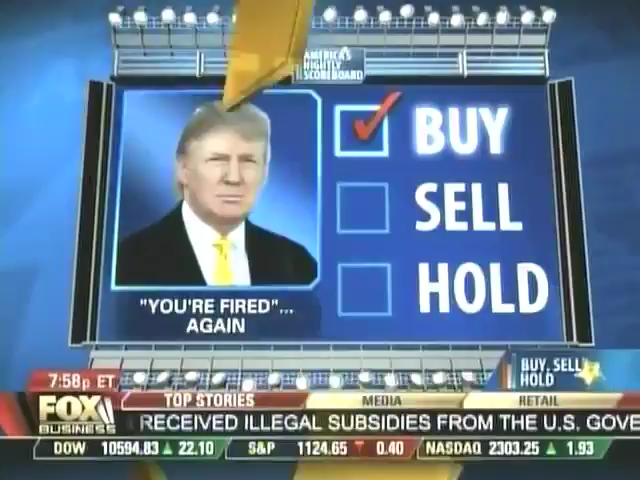 AMERICA'S
NIGHTLY
SCOREBOARD
BUY
SELL
HOLD
"YOU'RE FIRED"...
AGAIN
BUY, SELL
HOLD
7:58p ET
TOP STORIES MEDIA RETAIL
FOX
BUSINESS
RECEIVED ILLEGAL SUBSIDIES FROM THE U.S. GOVE
DOW 10594.83 ▲ 22.10 S&P 1124.65 ▼ 0.40 NASDAQ 2303.25 ▲ 1.93